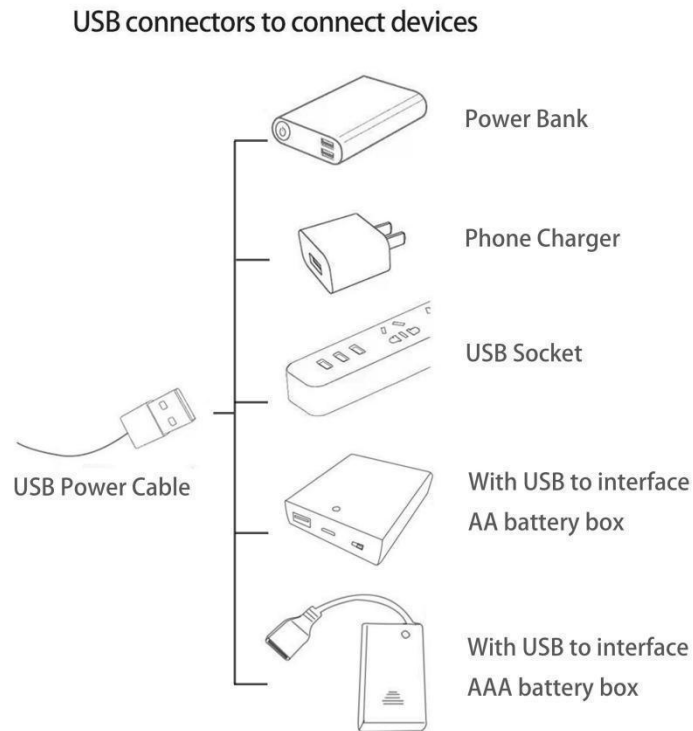 USB connectors to connect devices
Power Bank
Phone Charger
USB Socket
USB Power Cable
With USB to interface
AA battery box
With USB to interface
AAA battery box